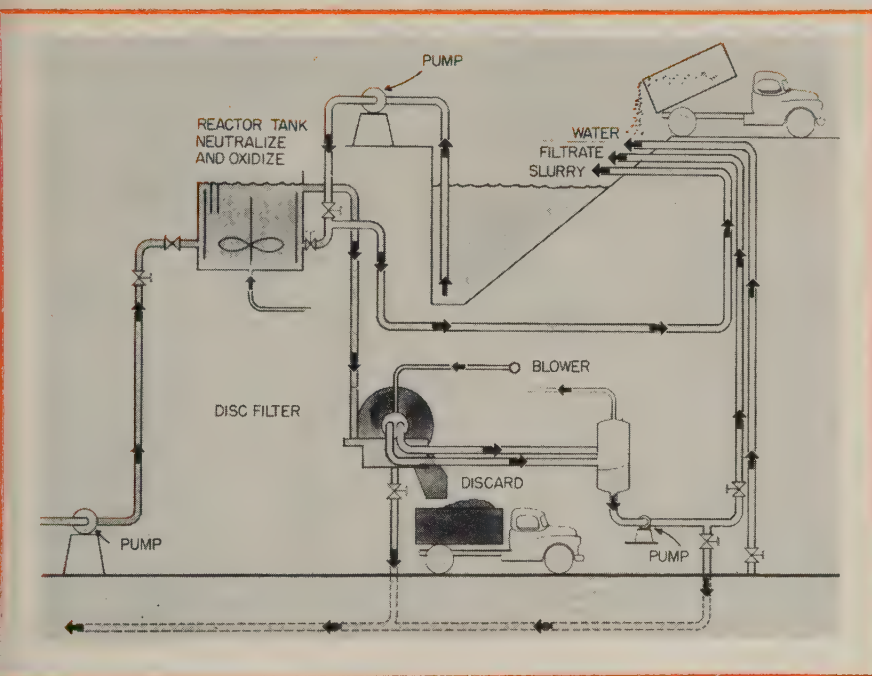 PUMP
REACTOR TANK
NEUTRALIZE
AND OXIDIZE
WATER
FILTRATE
SLURRY
BLOWER
DISC FILTER
DISCARD
PUMP
PUMP